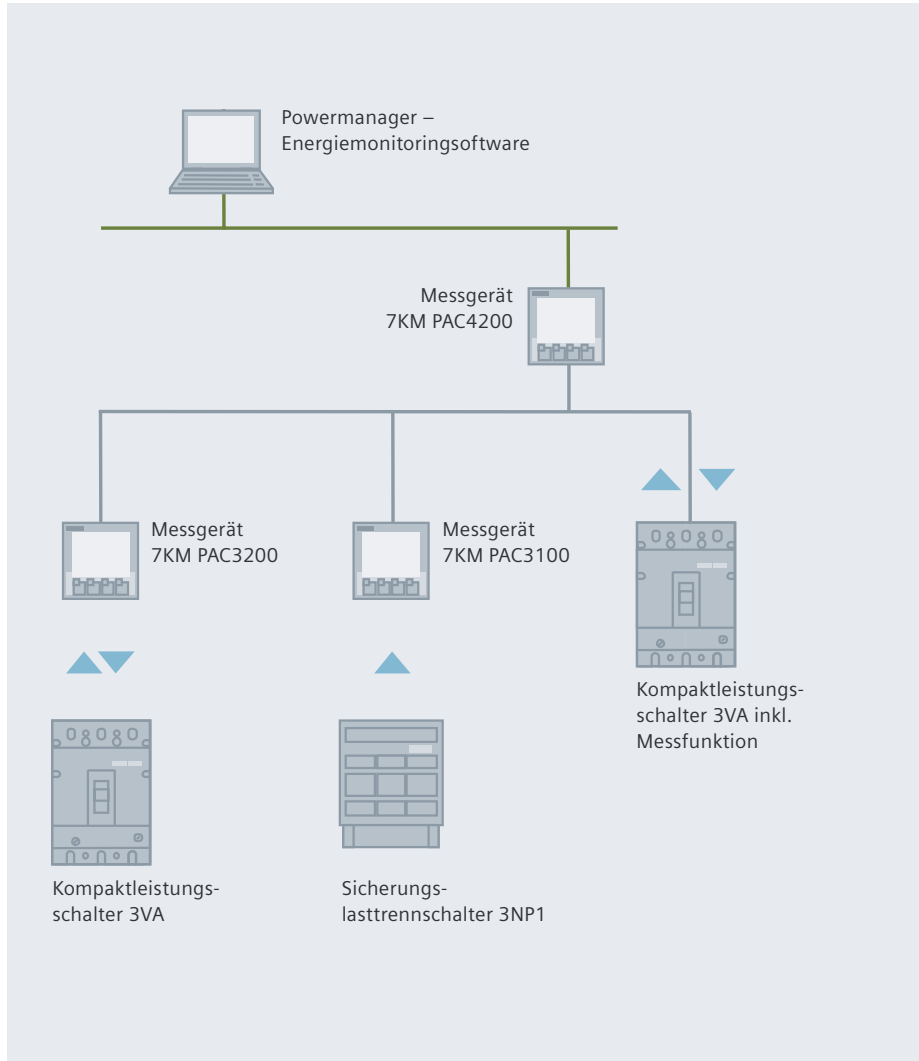 Powermanager –
Energiemonitoringsoftware
Messgerät
7KM PAC4200
Messgerät
7KM PAC3200
Messgerät
7KM PAC3100
Kompaktleistungs-
schalter 3VA inkl.
Messfunktion
Kompaktleistungs-
schalter 3VA
Sicherungs-
lasttrennschalter 3NP1